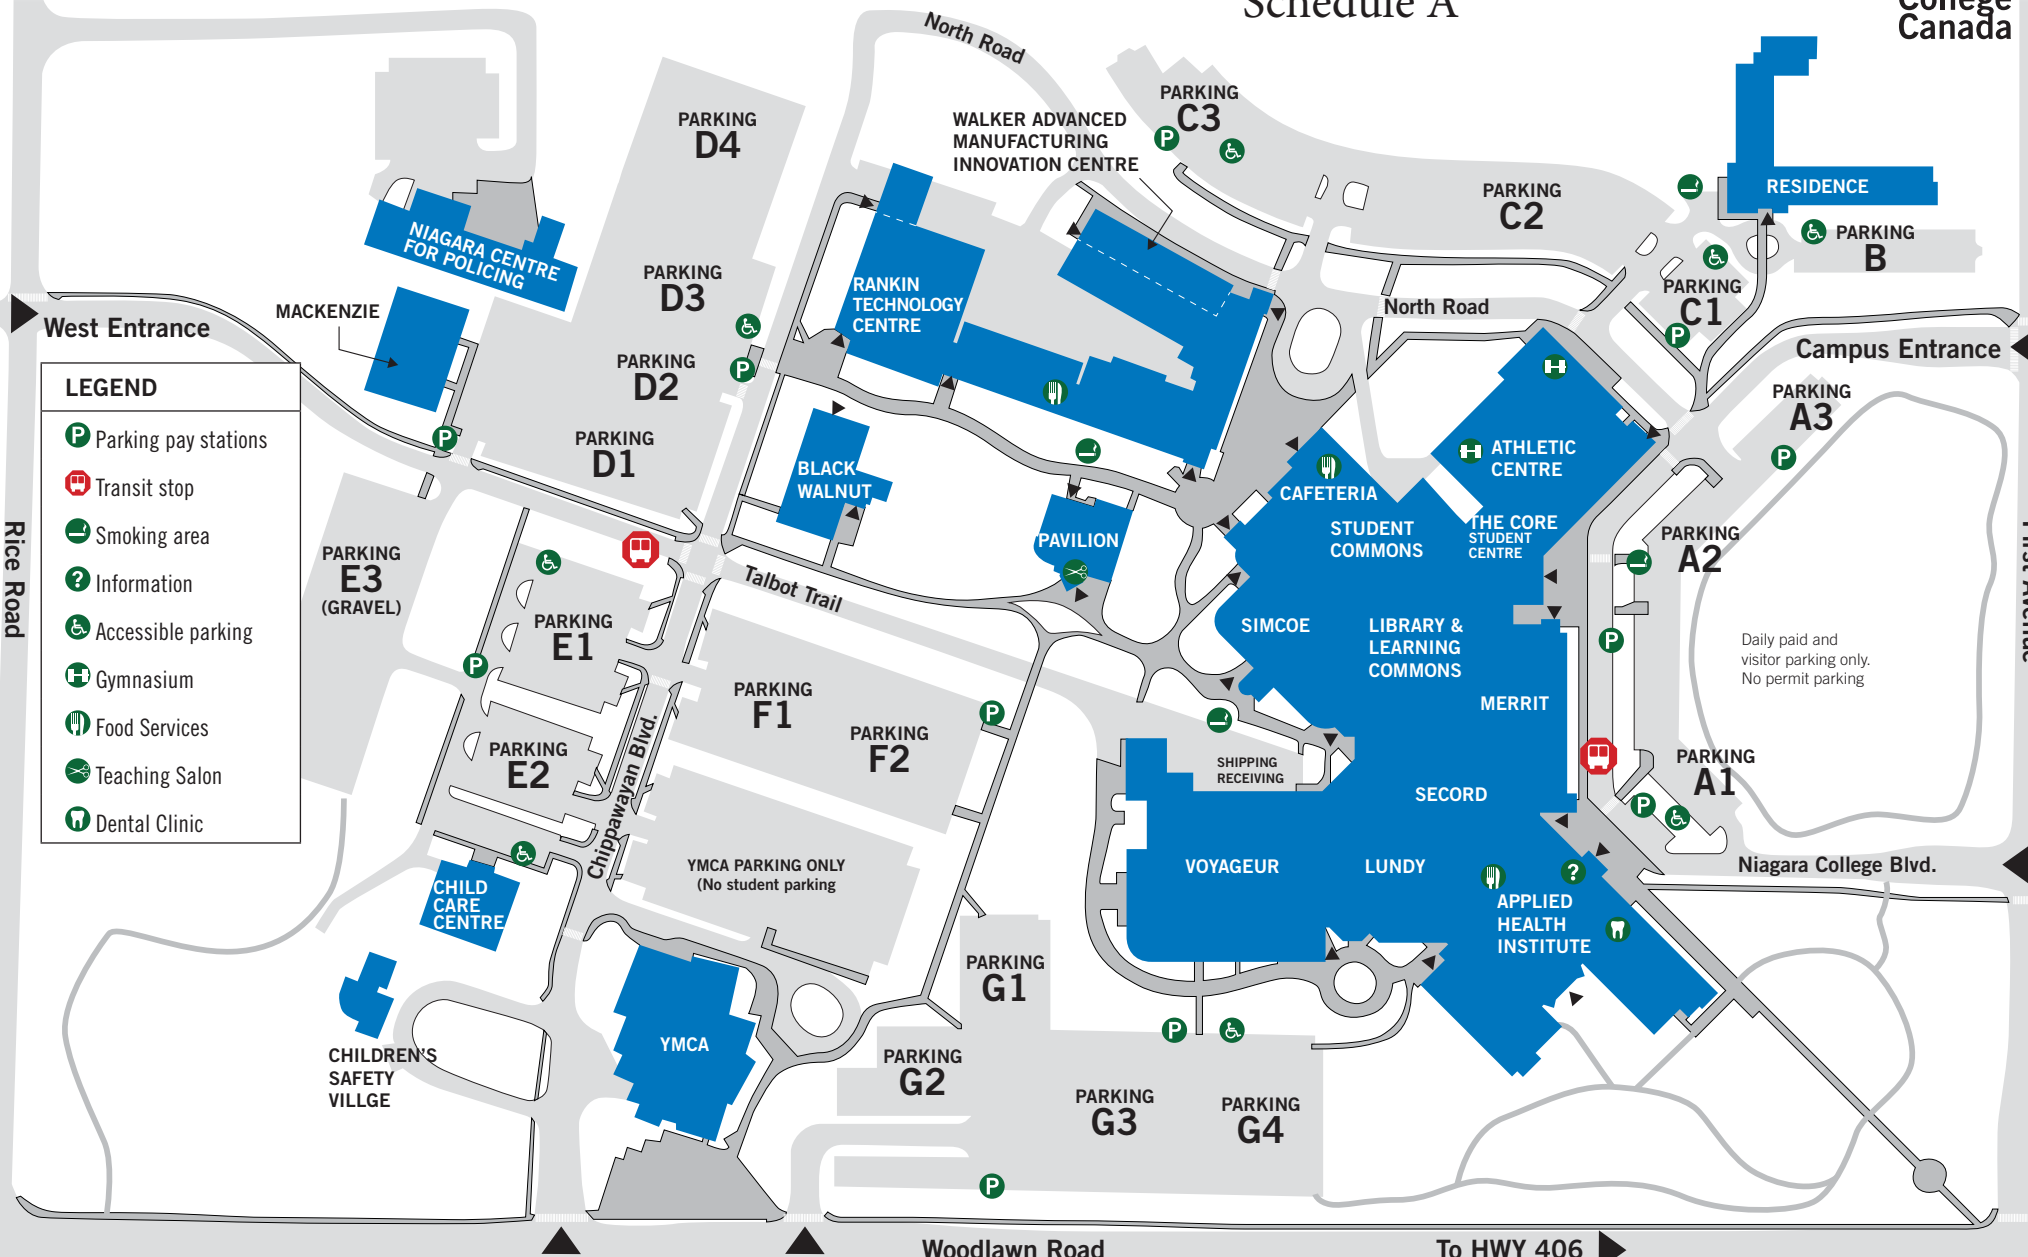 Schedule A
College
Canada
North Road
WALKER ADVANCED
MANUFACTURING
INNOVATION CENTRE
PARKING
C3
PARKING
D4
PARKING
C2
RESIDENCE
PARKING
B
NIAGARA CENTRE
FOR POLICING
PARKING
D3
RANKIN
TECHNOLOGY
CENTRE
PARKING
C1
MACKENZIE
North Road
West Entrance
Campus Entrance
PARKING
D2
PARKING
A3
LEGEND
P Parking pay stations
Transit stop
Smoking area
? Information
Accessible parking
H Gymnasium
Food Services
Teaching Salon
Dental Clinic
PARKING
D1
BLACK
WALNUT
ATHLETIC
CENTRE
CAFETERIA
STUDENT
COMMONS
THE CORE
STUDENT
CENTRE
PAVILION
PARKING
A2
Rice Road
PARKING
E3
(GRAVEL)
Talbot Trail
PARKING
E1
SIMCOE
LIBRARY &
LEARNING
COMMONS
Daily paid and
visitor parking only.
No permit parking
MERRIT
PARKING
F1
PARKING
F2
PARKING
E2
Chippawayan Blvd.
SHIPPING
RECEIVING
SECOND
PARKING
A1
YMCA PARKING ONLY
(No student parking
VOYAGEUR
LUNDY
Niagara College Blvd.
CHILD
CARE
CENTRE
APPLIED
HEALTH
INSTITUTE
PARKING
G1
YMCA
CHILDREN'S
SAFETY
VILLGE
PARKING
G2
PARKING
G3
PARKING
G4
Woodlawn Road
To HWY 406